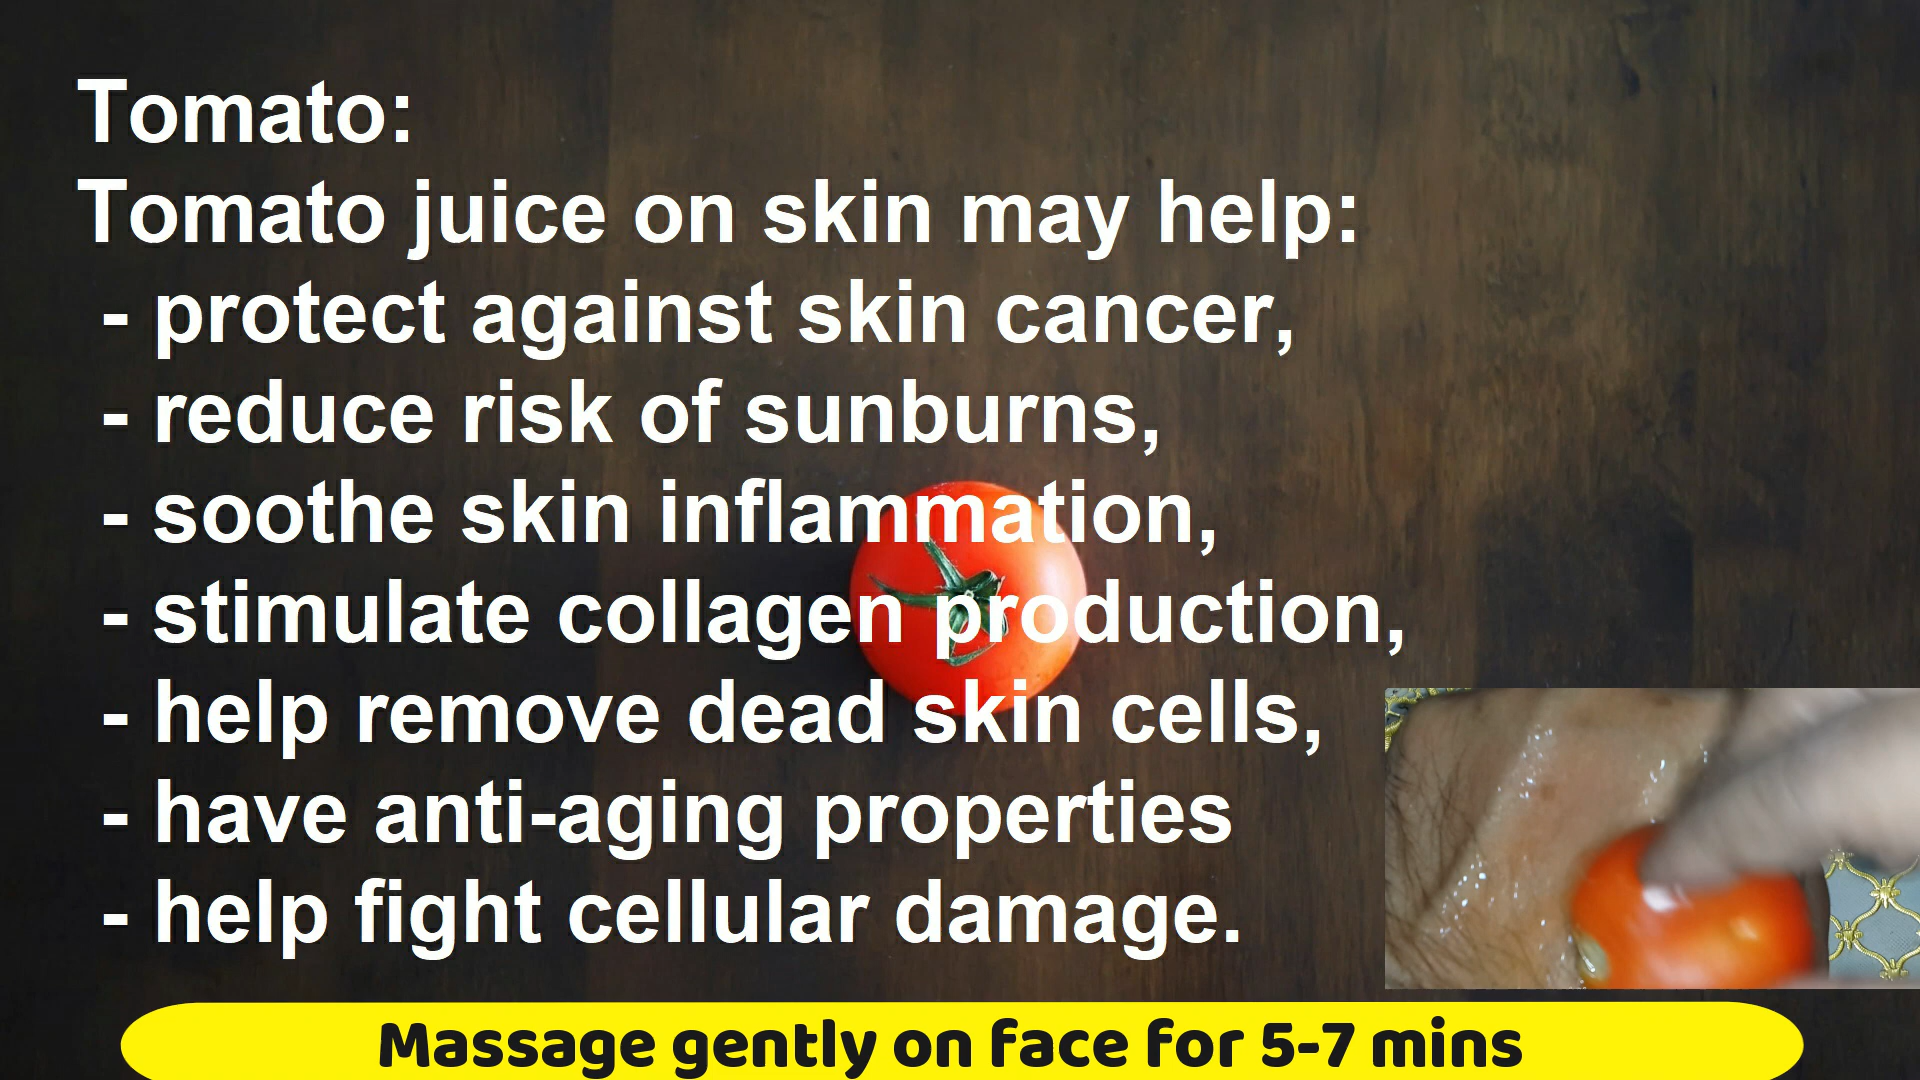 Tomato:
Tomato juice on skin may help:
- protect against skin cancer,
- reduce risk of sunburns,
- soothe skin inflammation,
- stimulate collagen production,
- help remove dead skin cells,
- have anti-aging properties
- help fight cellular damage.
Massage gently on face for 5-7 mins